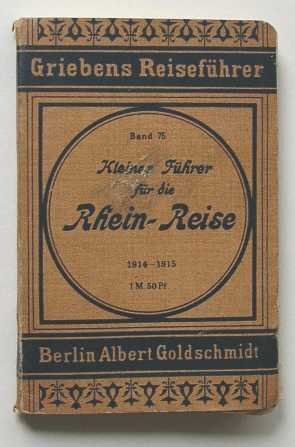 Griebens Reiseführer
Band 75
Kleiner Führer
für die
Rhein-Reise
1914-1915
1 M. 50 Pf
Berlin Albert Goldschmidt